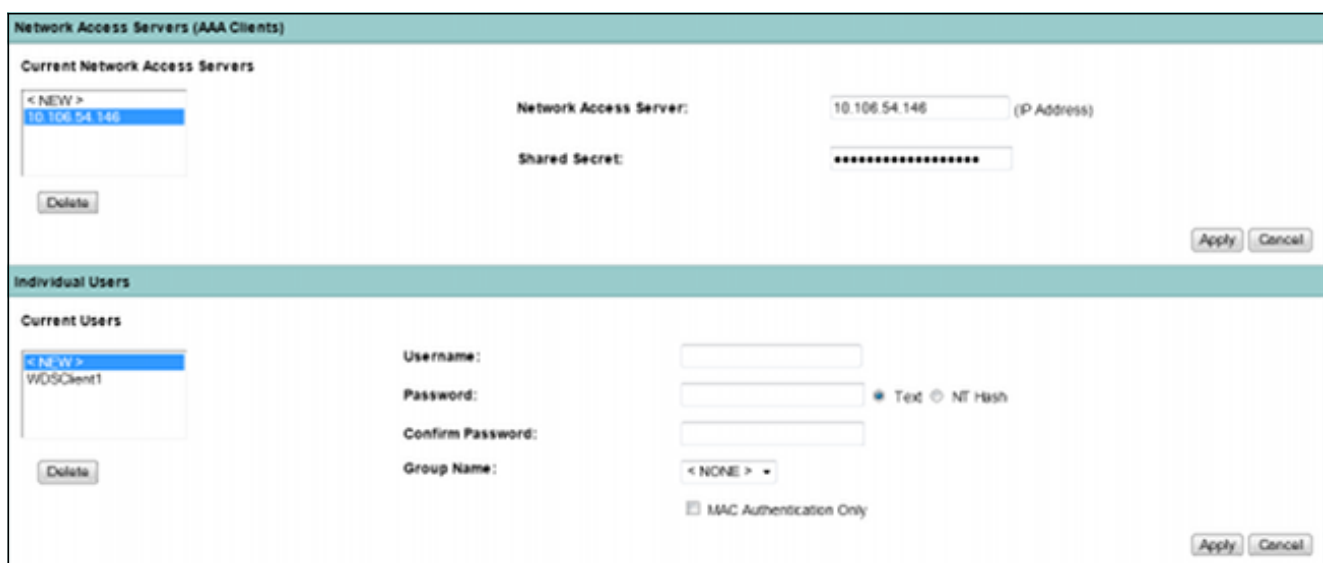 Network Access Servers (AAA Clients)
Current Network Access Servers
< NEW >
10.106.54.146
Network Access Server: 10.106.54.146 (IP Address)
Shared Secret: ••••••••••••••••••
Delete
Apply Cancel
Individual Users
Current Users
< NEW >
WDSClient1
Username:
Password: Text NT Hash
Confirm Password:
Delete
Group Name: < NONE >
MAC Authentication Only
Apply Cancel